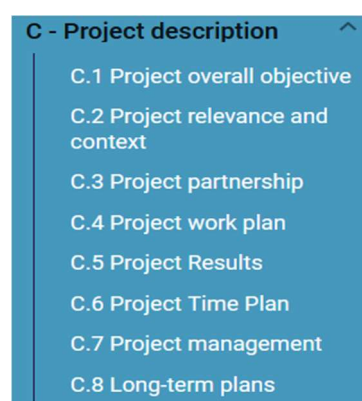 C - Project description
C.1 Project overall objective
C.2 Project relevance and
context
C.3 Project partnership
C.4 Project work plan
C.5 Project Results
C.6 Project Time Plan
C.7 Project management
C.8 Long-term plans